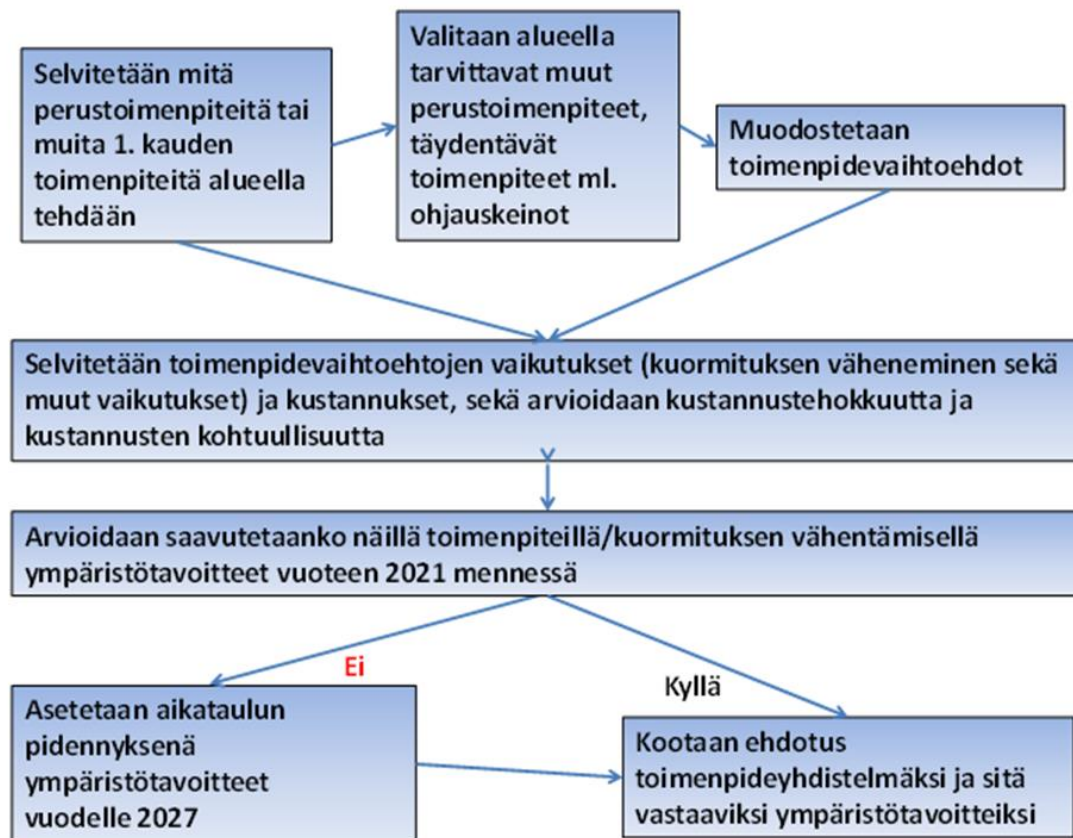 Selvitetään mitä
perustoimenpiteitä tai
muita 1. kauden
toimenpiteitä alueella
tehdään
Valitaan alueella
tarvittavat muut
perustoimenpiteet,
täydentävät
toimenpiteet ml.
ohjauskeinot
Muodostetaan
toimenpidevaihtoehdot
Selvitetään toimenpidevaihtoehtojen vaikutukset (kuormituksen väheneminen sekä
muut vaikutukset) ja kustannukset, sekä arvioidaan kustannustehokkuutta ja
kustannusten kohtuullisuutta
Arvioidaan saavutetaanko näillä toimenpiteillä/kuormituksen vähentämisellä
ympäristötavoitteet vuoteen 2021 mennessä
Ei
Kyllä
Asetetaan aikataulun
pidennyksenä
ympäristötavoitteet
vuodelle 2027
Kootaan ehdotus
toimenpideyhdistelmäksi ja sitä
vastaaviksi ympäristötavoitteiksi